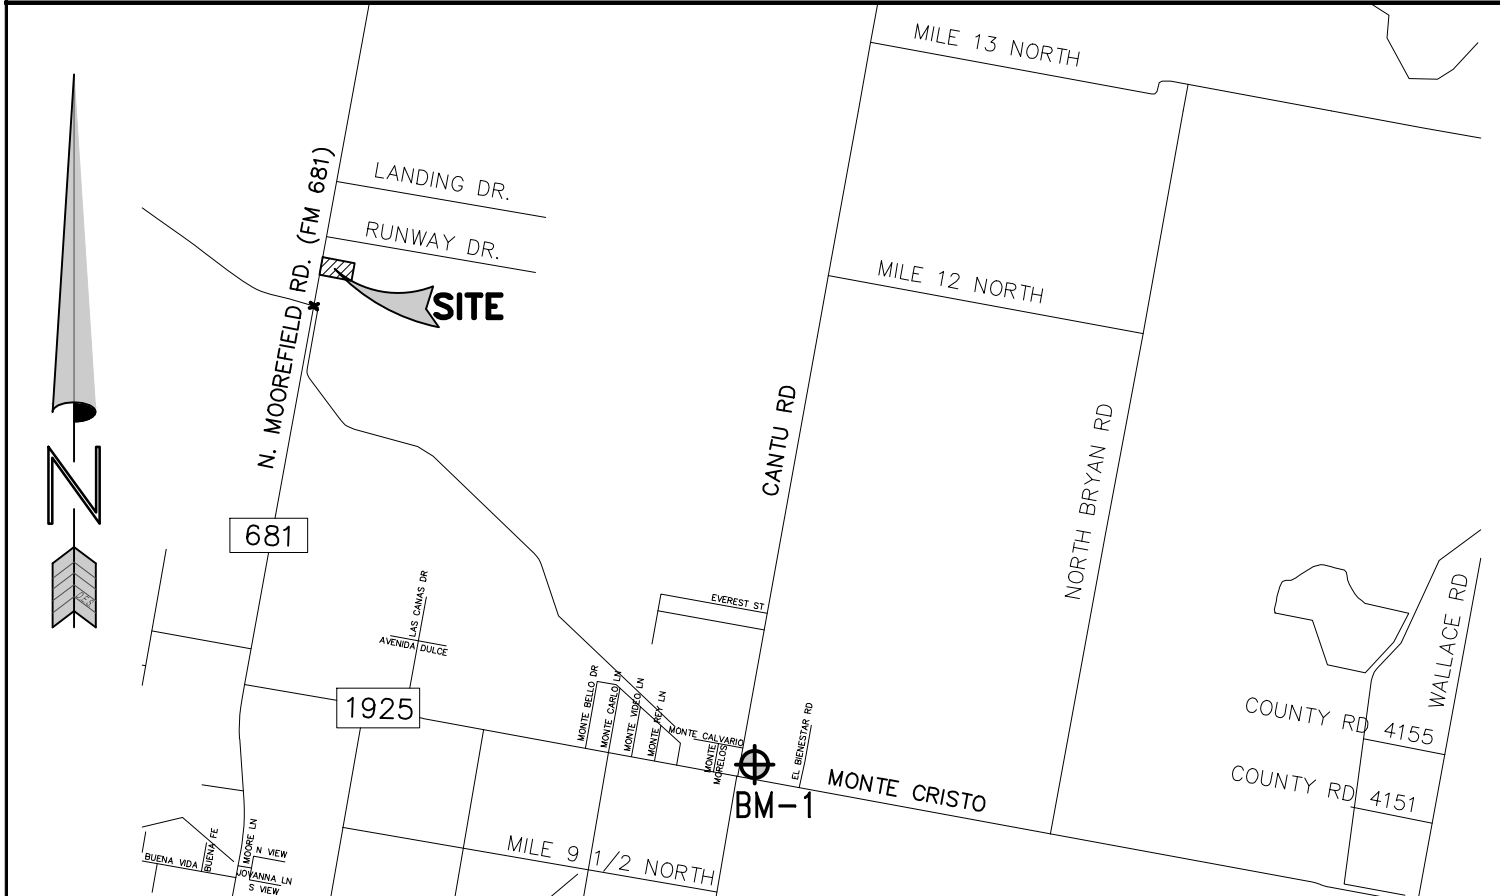 MILE 13 NORTH
LANDING DR.
RUNWAY DR.
N. MOOREFIELD RD. (FM 681)
SITE
MILE 12 NORTH
CANTU RD
NORTH BRYAN RD
N
681
EVEREST ST
LAS CANAS DR
AVENIDA DULCE
WALLACE RD
1925
MONTE BELLO DR
MONTE CARLO LN
MONTE VIDEO LN
MONTE REY LN
MONTE CALVARIO
MONTE
MORELOS
EL BIENESTAR RD
COUNTY RD 4155
COUNTY RD 4151
MONTE CRISTO
BM-1
MILE 9 1/2 NORTH
BUENA VIDA
BUENA FE
MOORE LN
N VIEW
JOVANNA LN
S VIEW